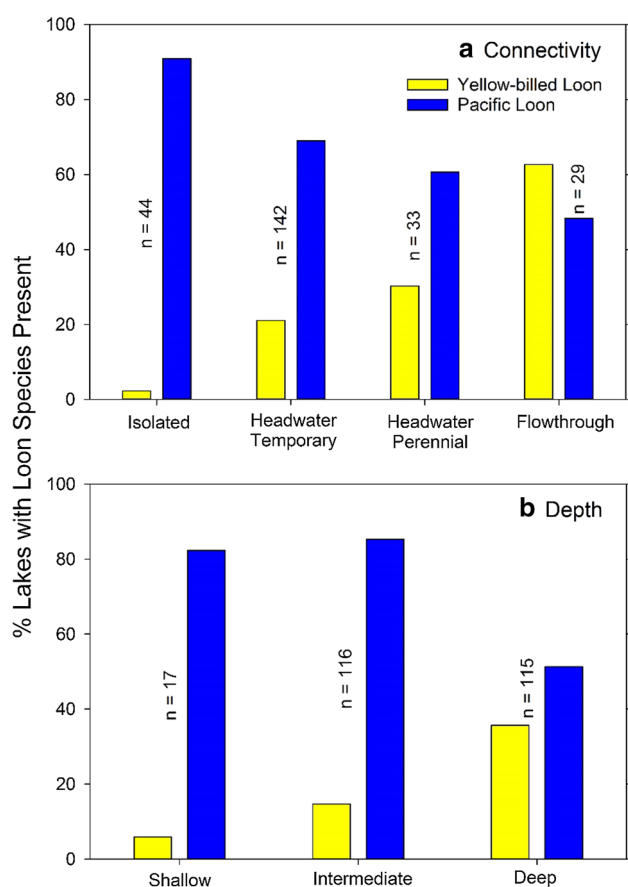 % Lakes with Loon Species Present
a Connectivity
Yellow-billed Loon
Pacific Loon
100
80
60
40
20
0
n = 44
n = 142
n = 33
n = 29
Isolated
Headwater
Temporary
Headwater
Perennial
Flowthrough
b Depth
100
80
60
40
20
0
n = 17
n = 116
n = 115
Shallow
Intermediate
Deep